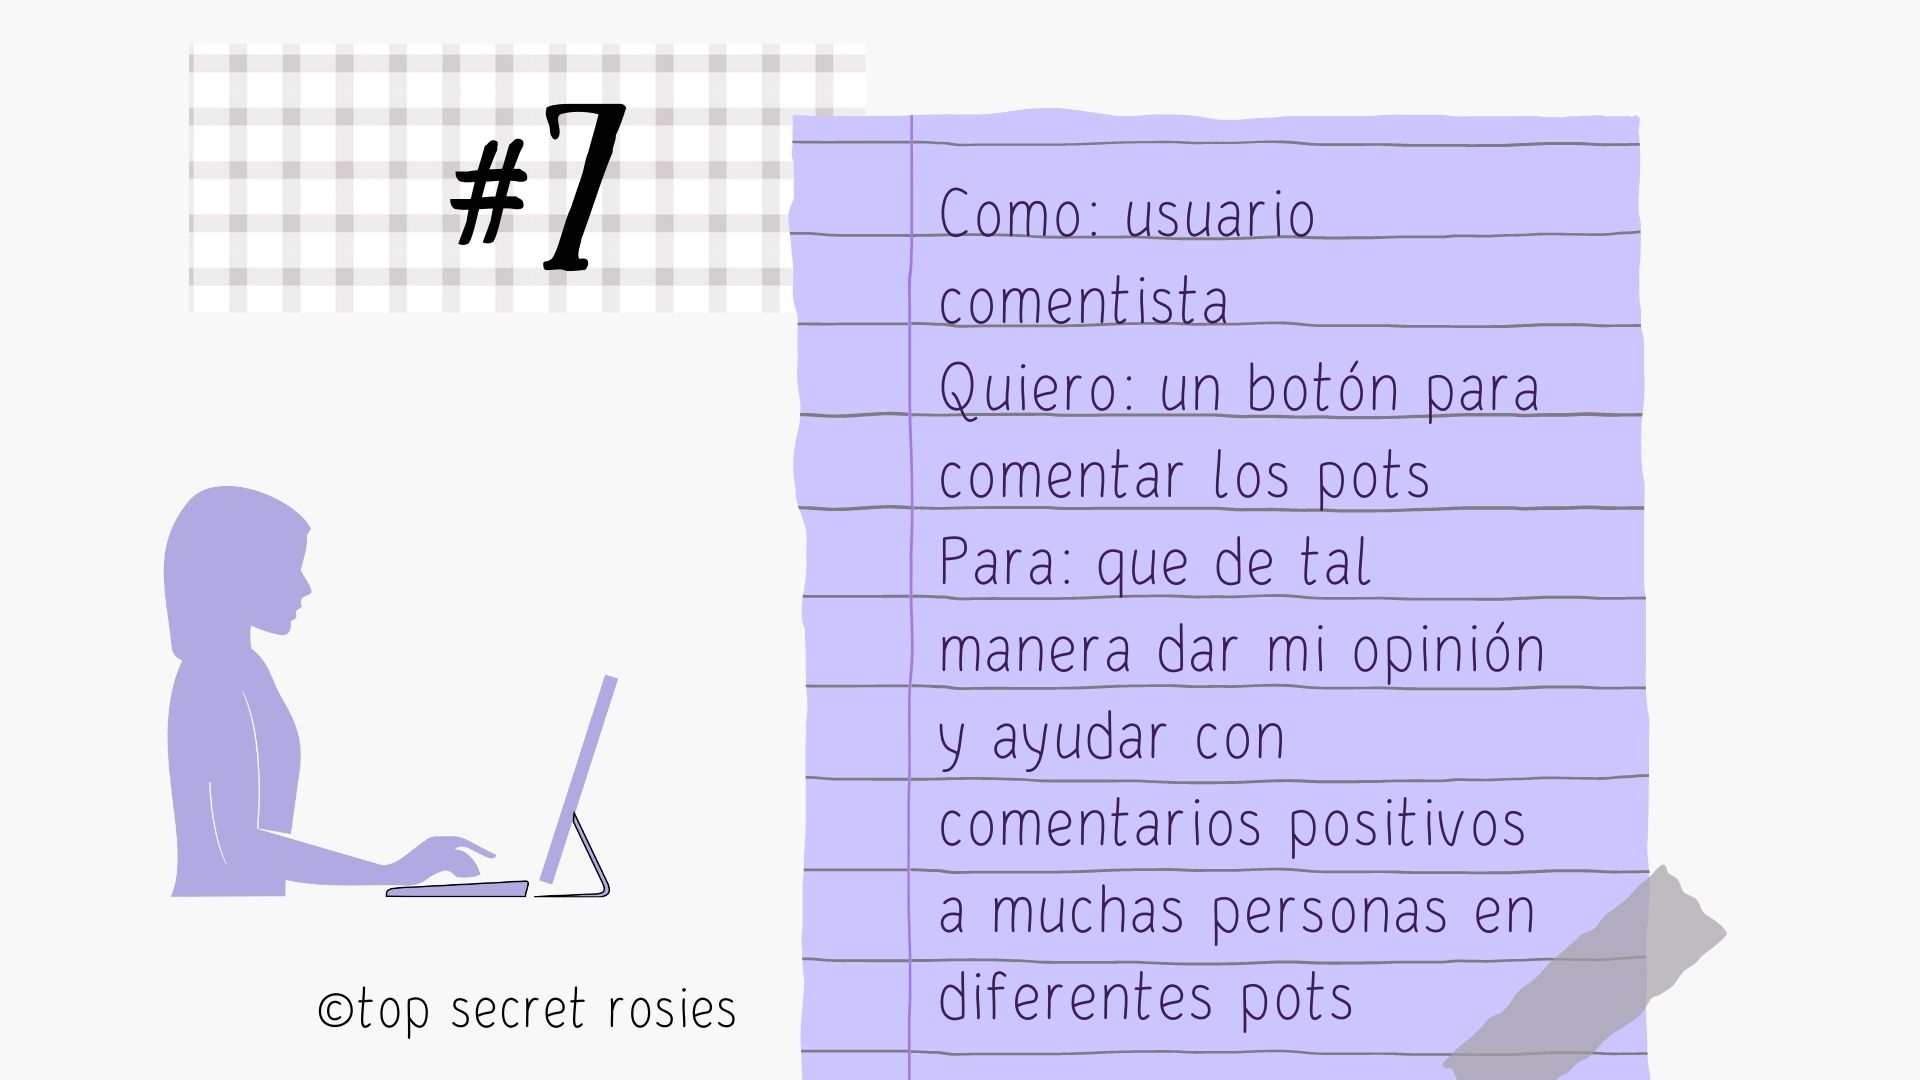 #7
Como: usuario
comentista
Quiero: un botón para
comentar los pots
Para: que de tal
manera dar mi opinión
y ayudar con
comentarios positivos
a muchas personas en
diferentes pots
©top secret rosies